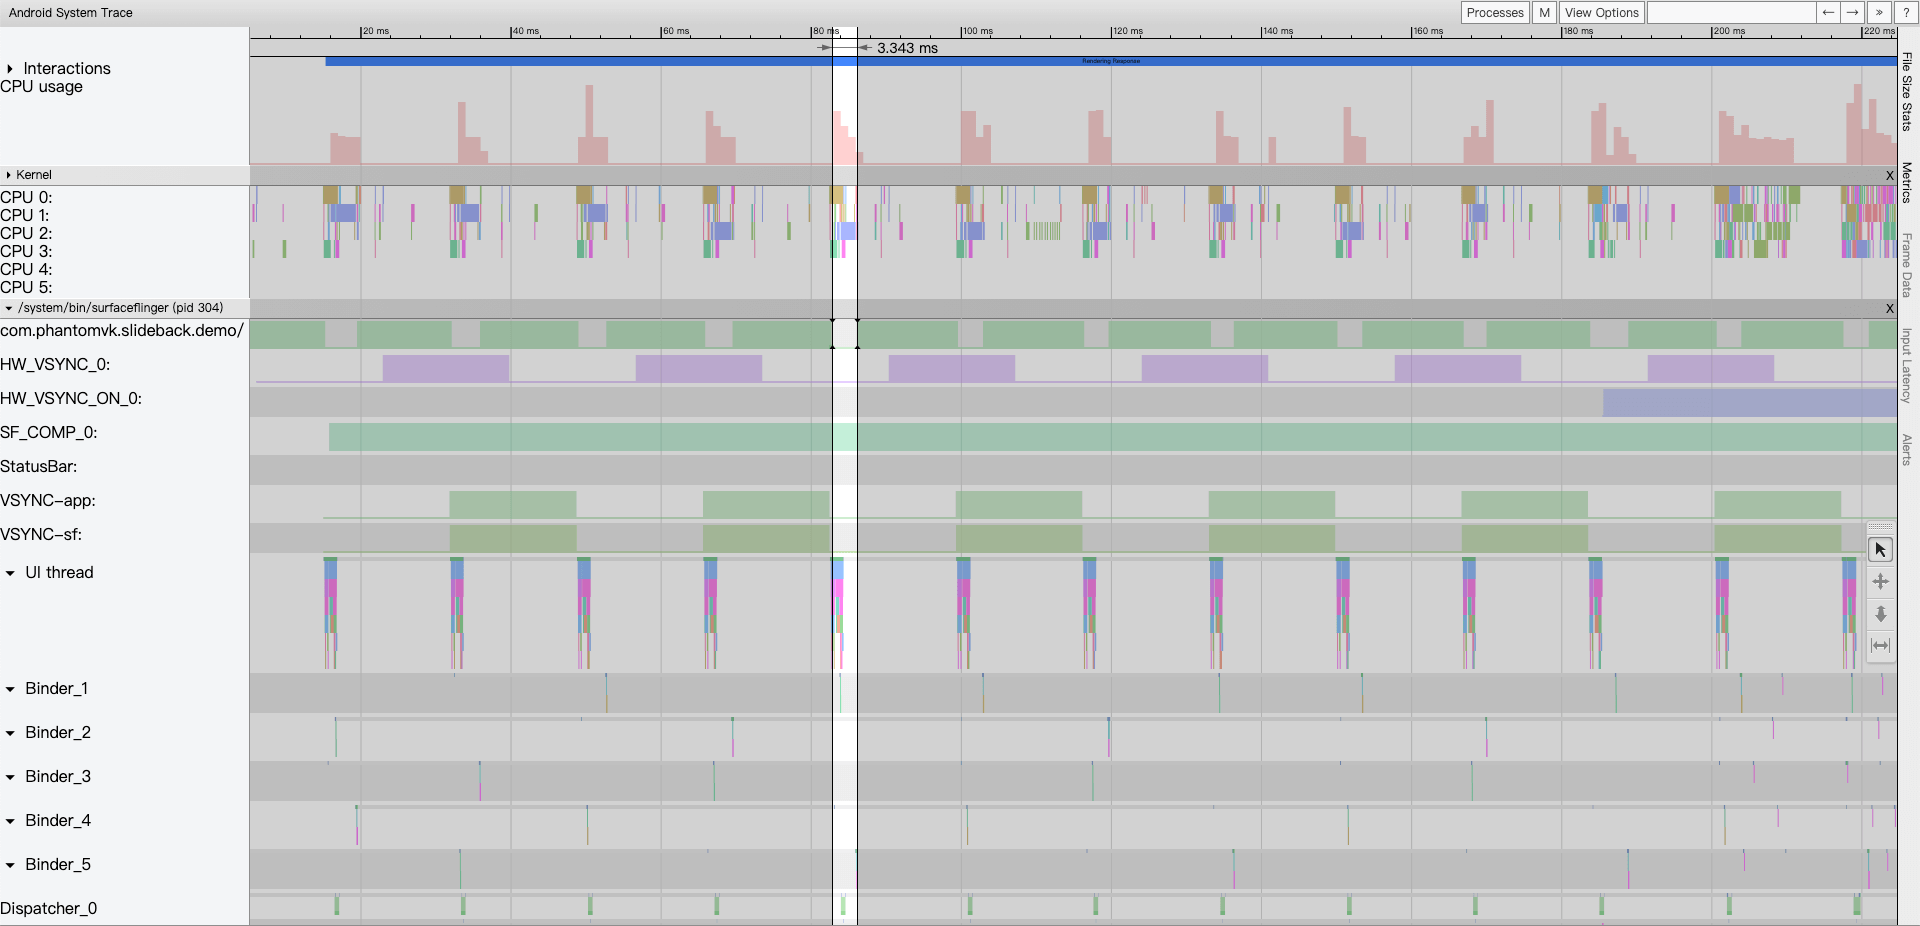 Android System Trace
Processes M View Options ← → » ?
20 ms 40 ms 60 ms 80 ms 100 ms 120 ms 140 ms 160 ms 180 ms 200 ms 220 ms
3.343 ms
Interactions
Rendering Response
CPU usage
Kernel X
CPU 0:
CPU 1:
CPU 2:
CPU 3:
CPU 4:
CPU 5:
/system/bin/surfaceflinger (pid 304) X
com.phantomvk.slideback.demo/
HW_VSYNC_0:
HW_VSYNC_ON_0:
SF_COMP_0:
StatusBar:
VSYNC-app:
VSYNC-sf:
UI thread
Binder_1
Binder_2
Binder_3
Binder_4
Binder_5
Dispatcher_0
File Size Stats
Metrics
Frame Data
Input Latency
Alerts